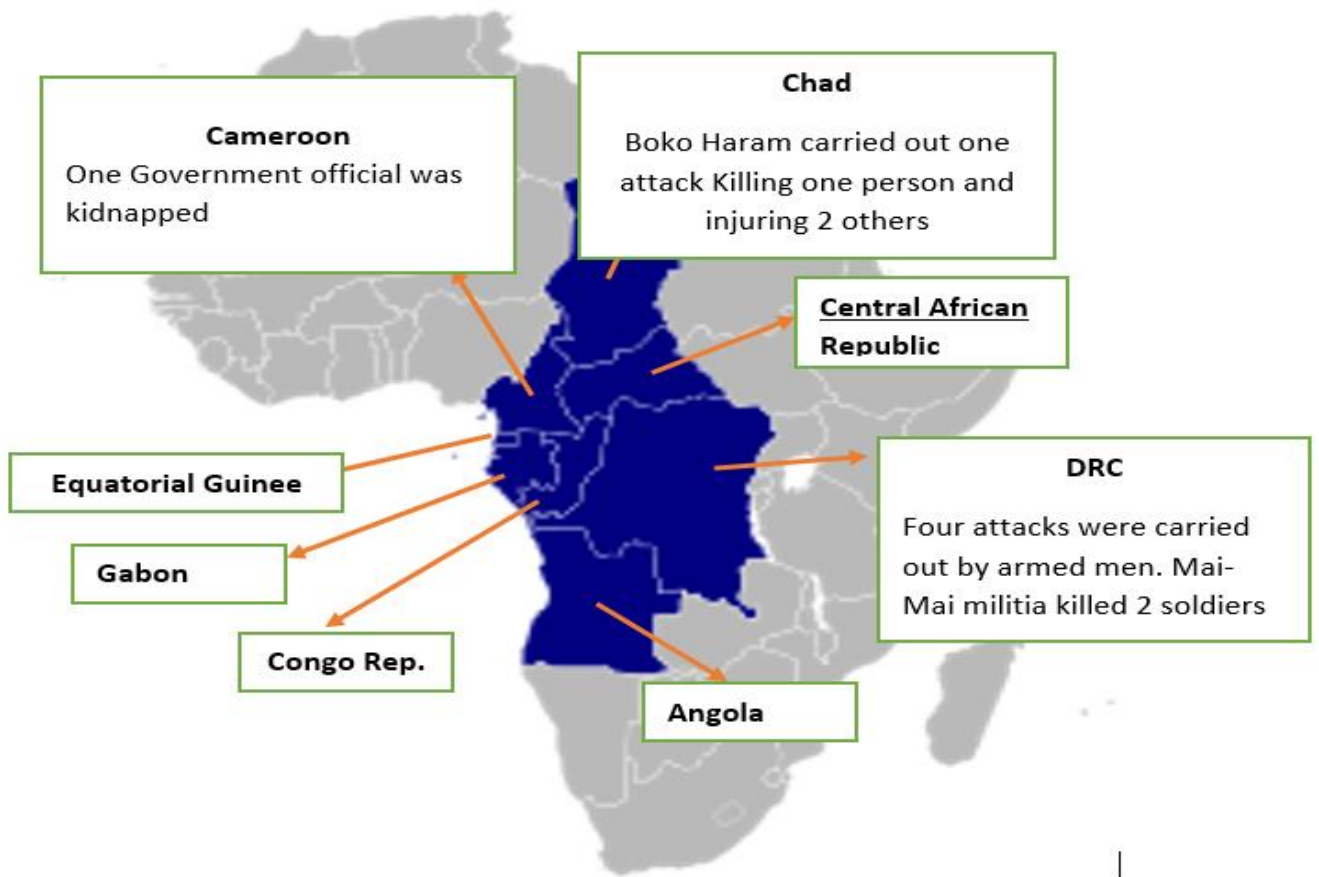 Cameroon
One Government official was
kidnapped
Chad
Boko Haram carried out one
attack Killing one person and
injuring 2 others
Central African
Republic
Equatorial Guinee
Gabon
Congo Rep.
DRC
Four attacks were carried
out by armed men. Mai-
Mai militia killed 2 soldiers
Angola